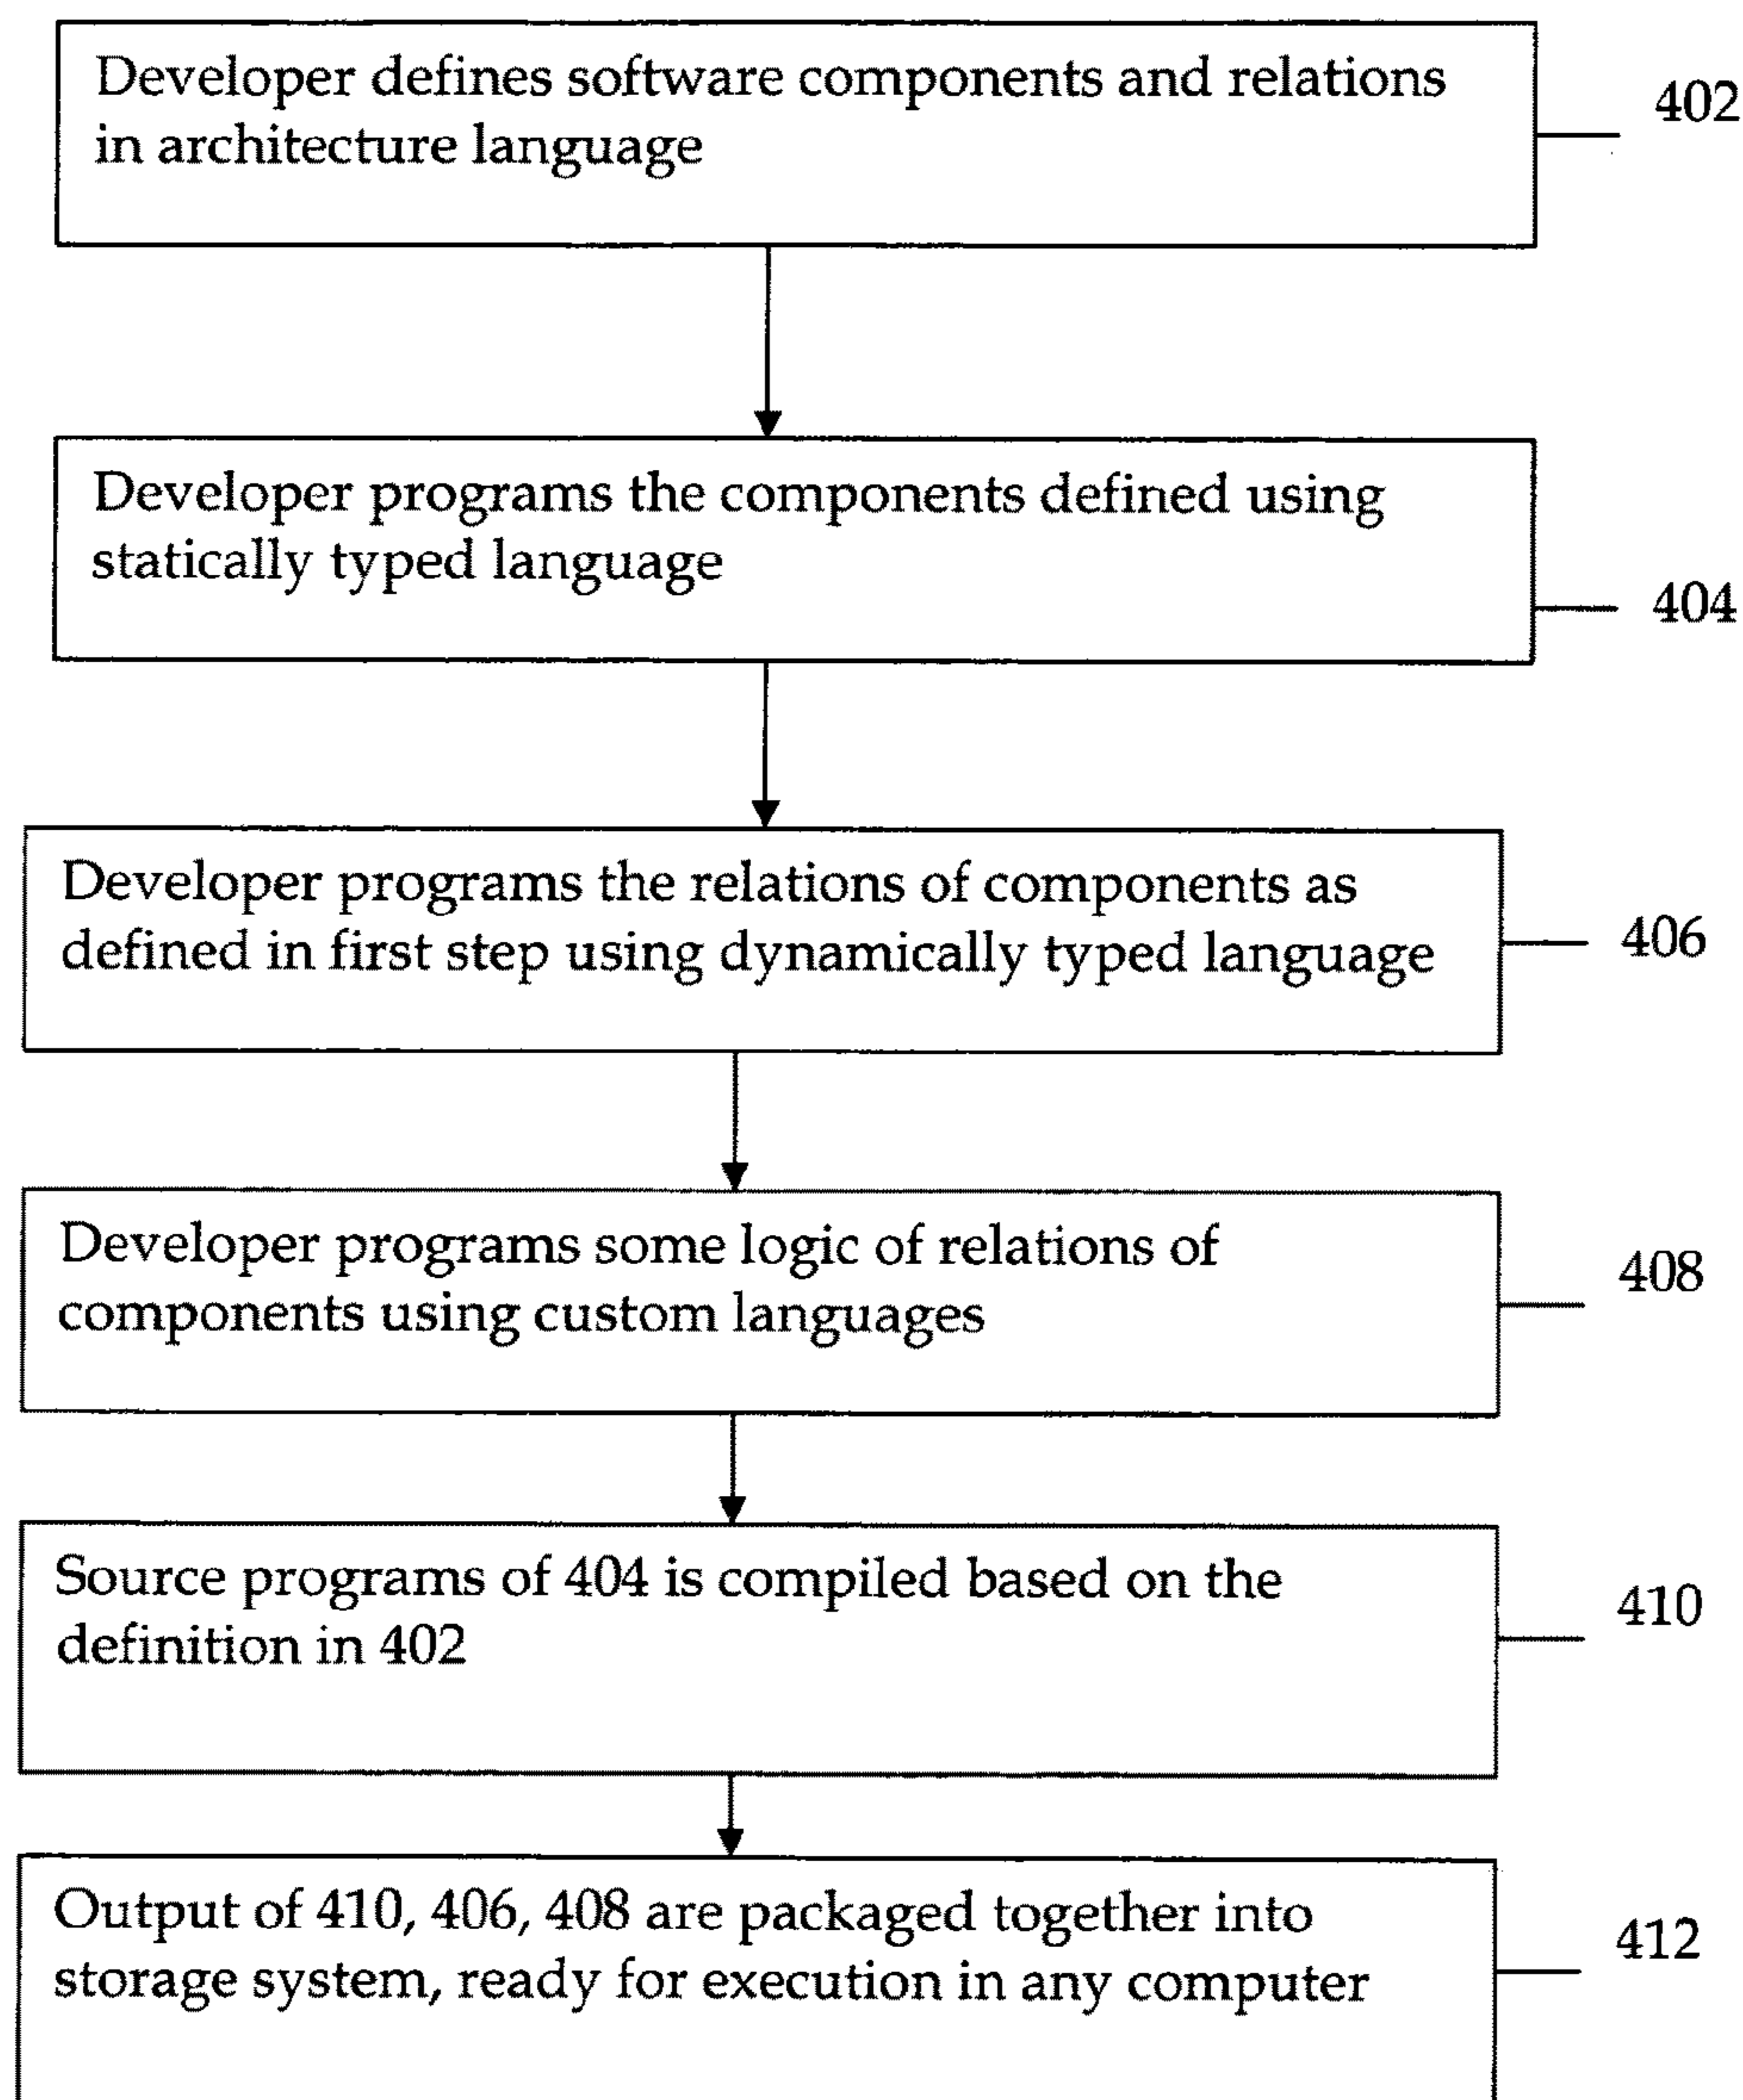 Developer defines software components and relations
in architecture language
402
Developer programs the components defined using
statically typed language
404
Developer programs the relations of components as
defined in first step using dynamically typed language
406
Developer programs some logic of relations of
components using custom languages
408
Source programs of 404 is compiled based on the
definition in 402
410
Output of 410, 406, 408 are packaged together into
storage system, ready for execution in any computer
412